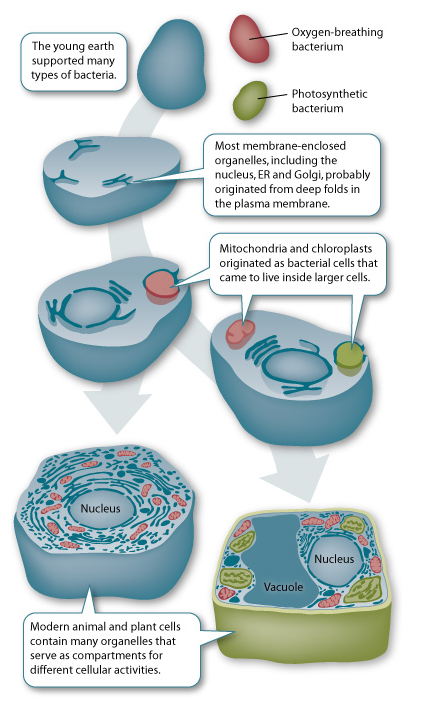 The young earth
supported many
types of bacteria.
Oxygen-breathing
bacterium
Photosynthetic
bacterium
Most membrane-enclosed
organelles, including the
nucleus, ER and Golgi, probably
originated from deep folds in
the plasma membrane.
Mitochondria and chloroplasts
originated as bacterial cells that
came to live inside larger cells.
Nucleus
Nucleus
Vacuole
Modern animal and plant cells
contain many organelles that
serve as compartments for
different cellular activities.